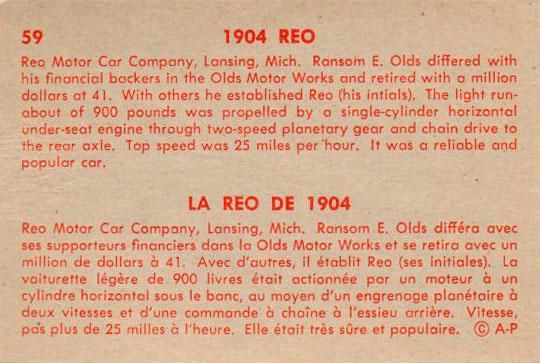 59
1904 REO
Reo Motor Car Company, Lansing, Mich. Ransom E. Olds differed with
his financial backers in the Olds Motor Works and retired with a million
dollars at 41. With others he established Reo (his intials). The light run-
about of 900 pounds was propelled by a single-cylinder horizontal
under-seat engine through two-speed planetary gear and chain drive to
the rear axle. Top speed was 25 miles per hour. It was a reliable and
popular car.
LA REO DE 1904
Reo Motor Car Company, Lansing, Mich. Ransom E. Olds différa avec
ses supporteurs financiers dans la Olds Motor Works et se retira avec un
million de dollars à 41. Avec d'autres, il établit Reo (ses initiales). La
voiturette légère de 900 livres était actionnée par un moteur à un
cylindre horizontal sous le banc, au moyen d'un engrenage planétaire à
deux vitesses et d'une commande à chaîne à l'essieu arrière. Vitesse,
pas plus de 25 milles à l'heure. Elle était très sûre et populaire. © A-P